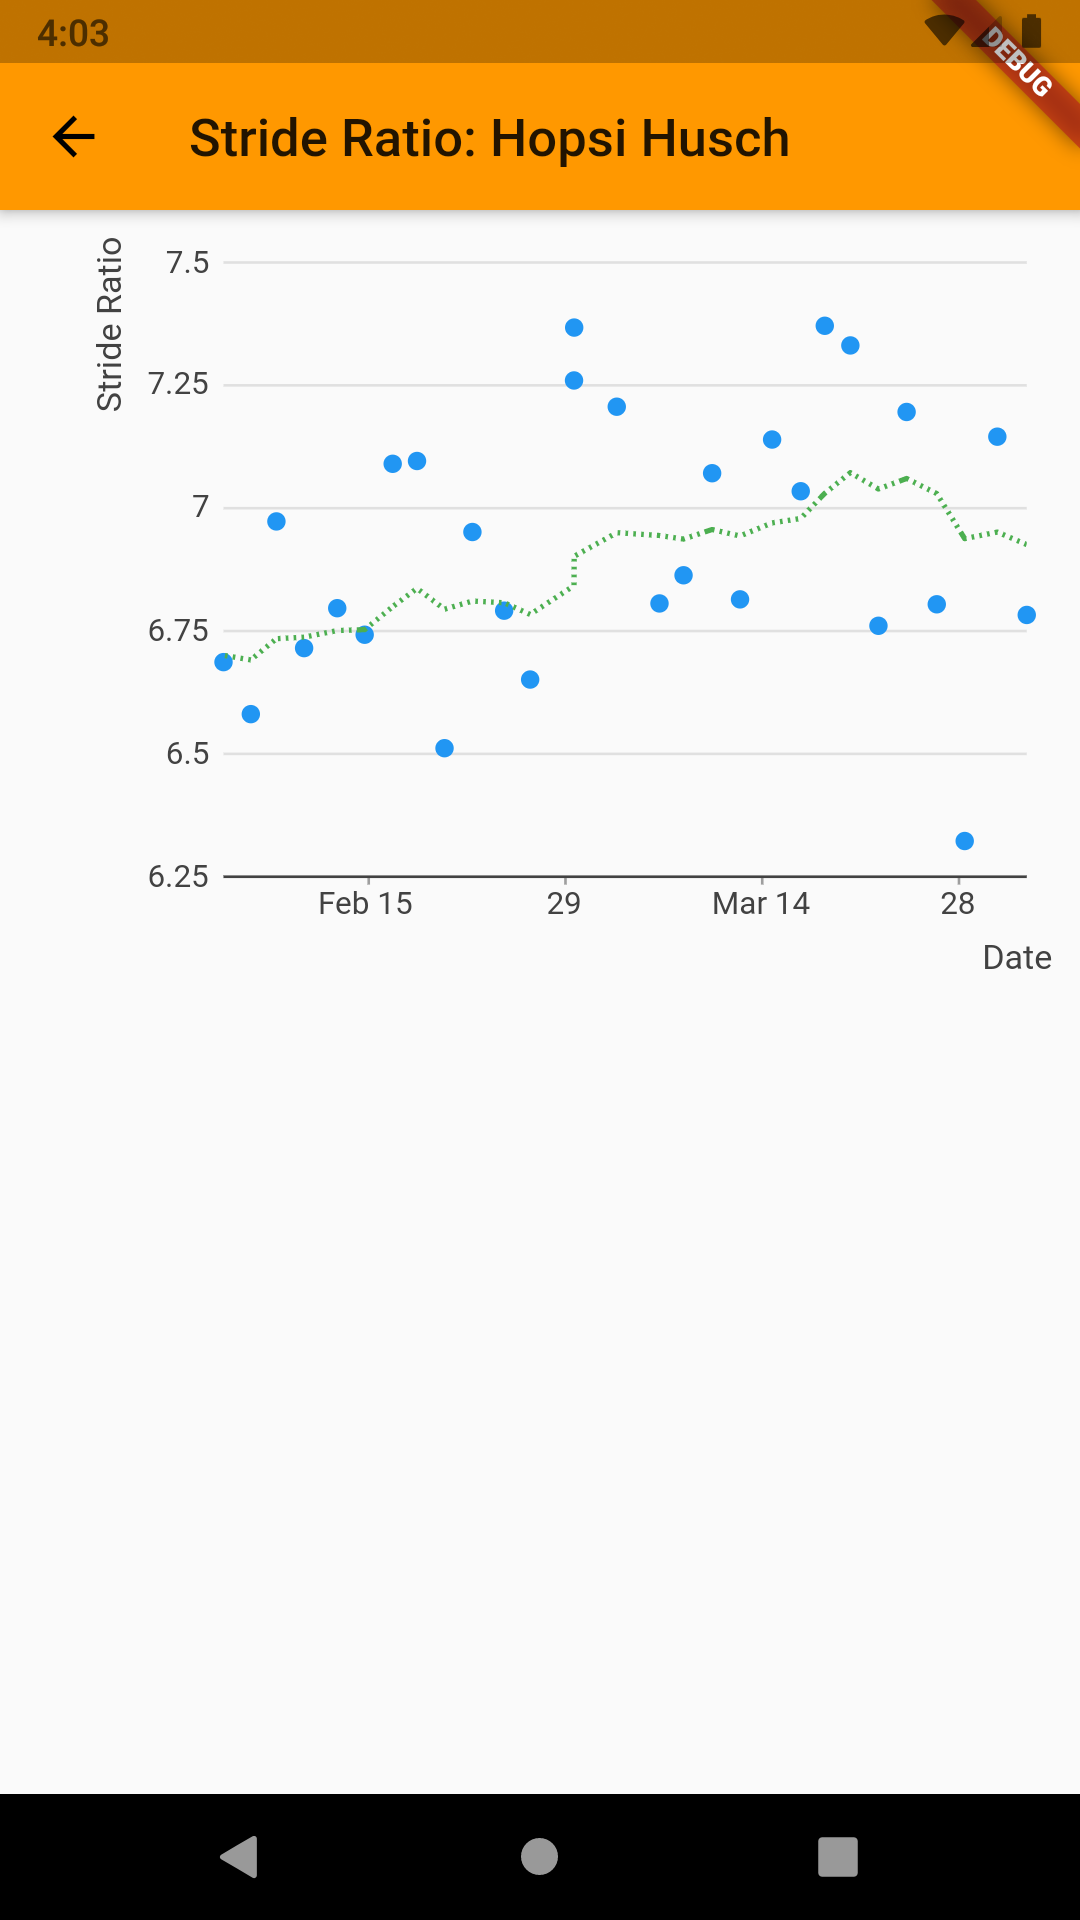 4:03
DEBUG
Stride Ratio: Hopsi Husch
Stride Ratio
7.5
7.25
7
6.75
6.5
6.25
Feb 15 29 Mar 14 28
Date